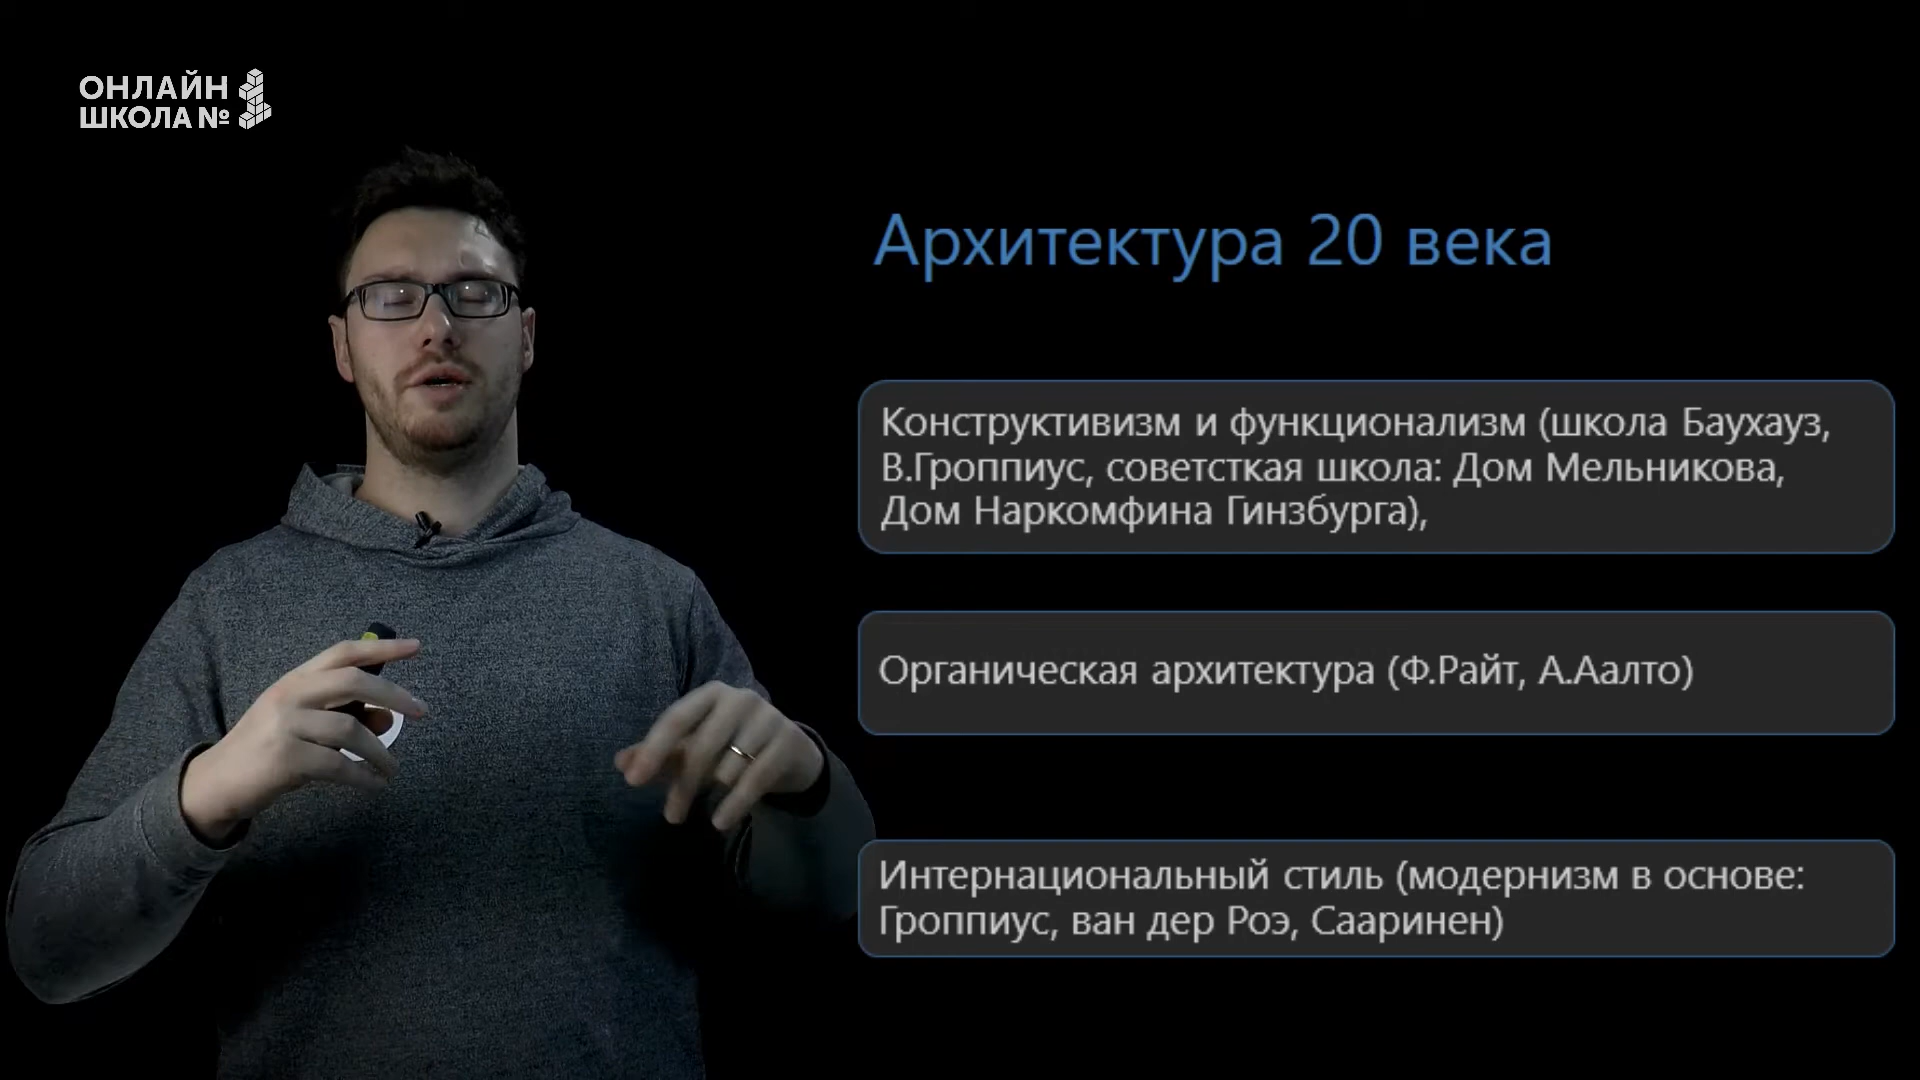 ОНЛАЙН
ШКОЛА №
Архитектура 20 века
Конструктивизм и функционализм (школа Баухауз,
В.Гроппиус, советсткая школа: Дом Мельникова,
Дом Наркомфина Гинзбурга),
Органическая архитектура (Ф.Райт, А.Аалто)
Интернациональный стиль (модернизм в основе:
Гроппиус, ван дер Роэ, Сааринен)